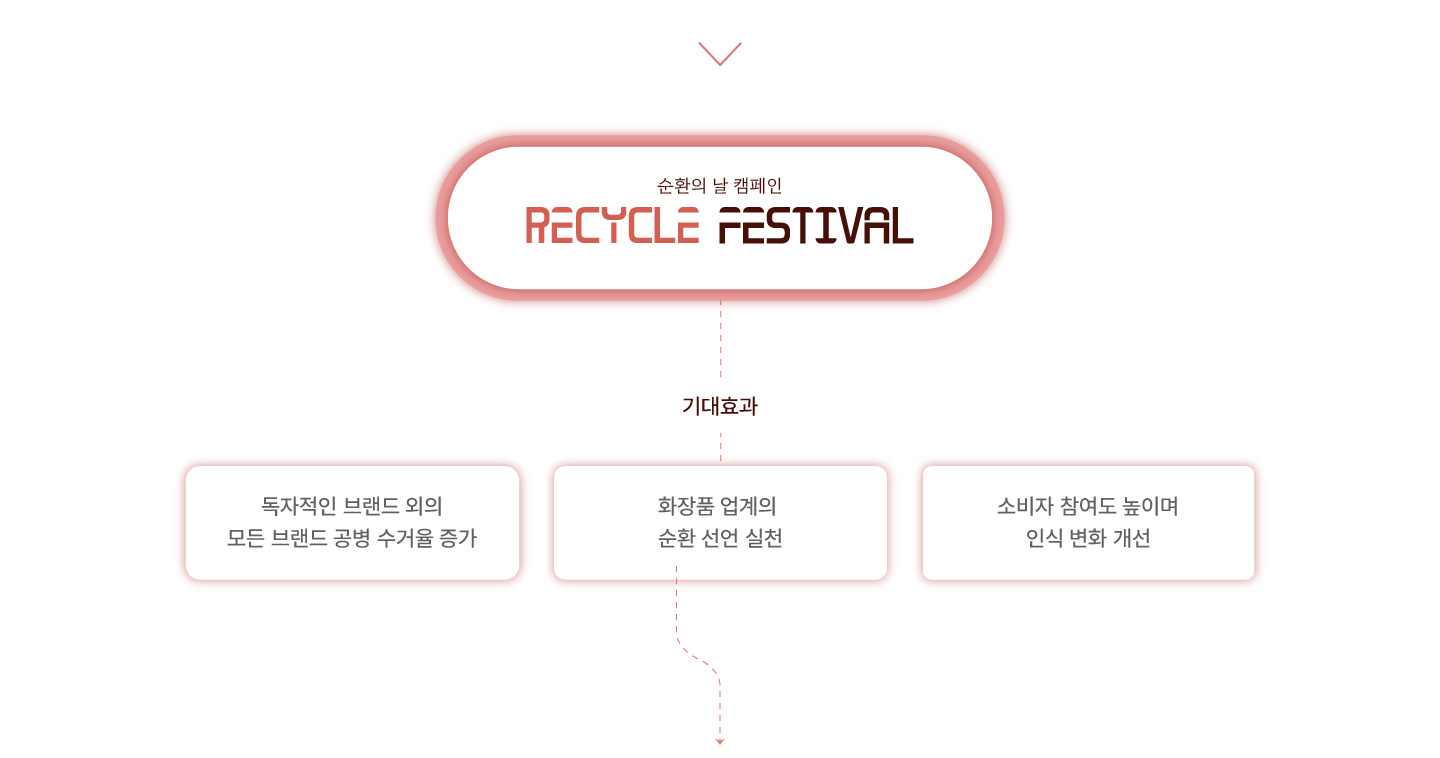 순환의 날 캠페인
RECYCLE FESTIVAL
기대효과
독자적인 브랜드 외의
모든 브랜드 공병 수거율 증가
화장품 업계의
순환 선언 실천
소비자 참여도 높이며
인식 변화 개선